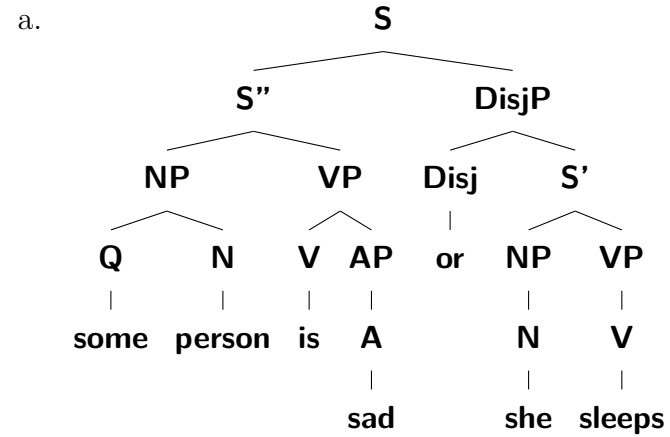 a.
S
S” DisjP
NP VP Disj S’
Q N V AP or NP VP
some person is A N V
sad she sleeps